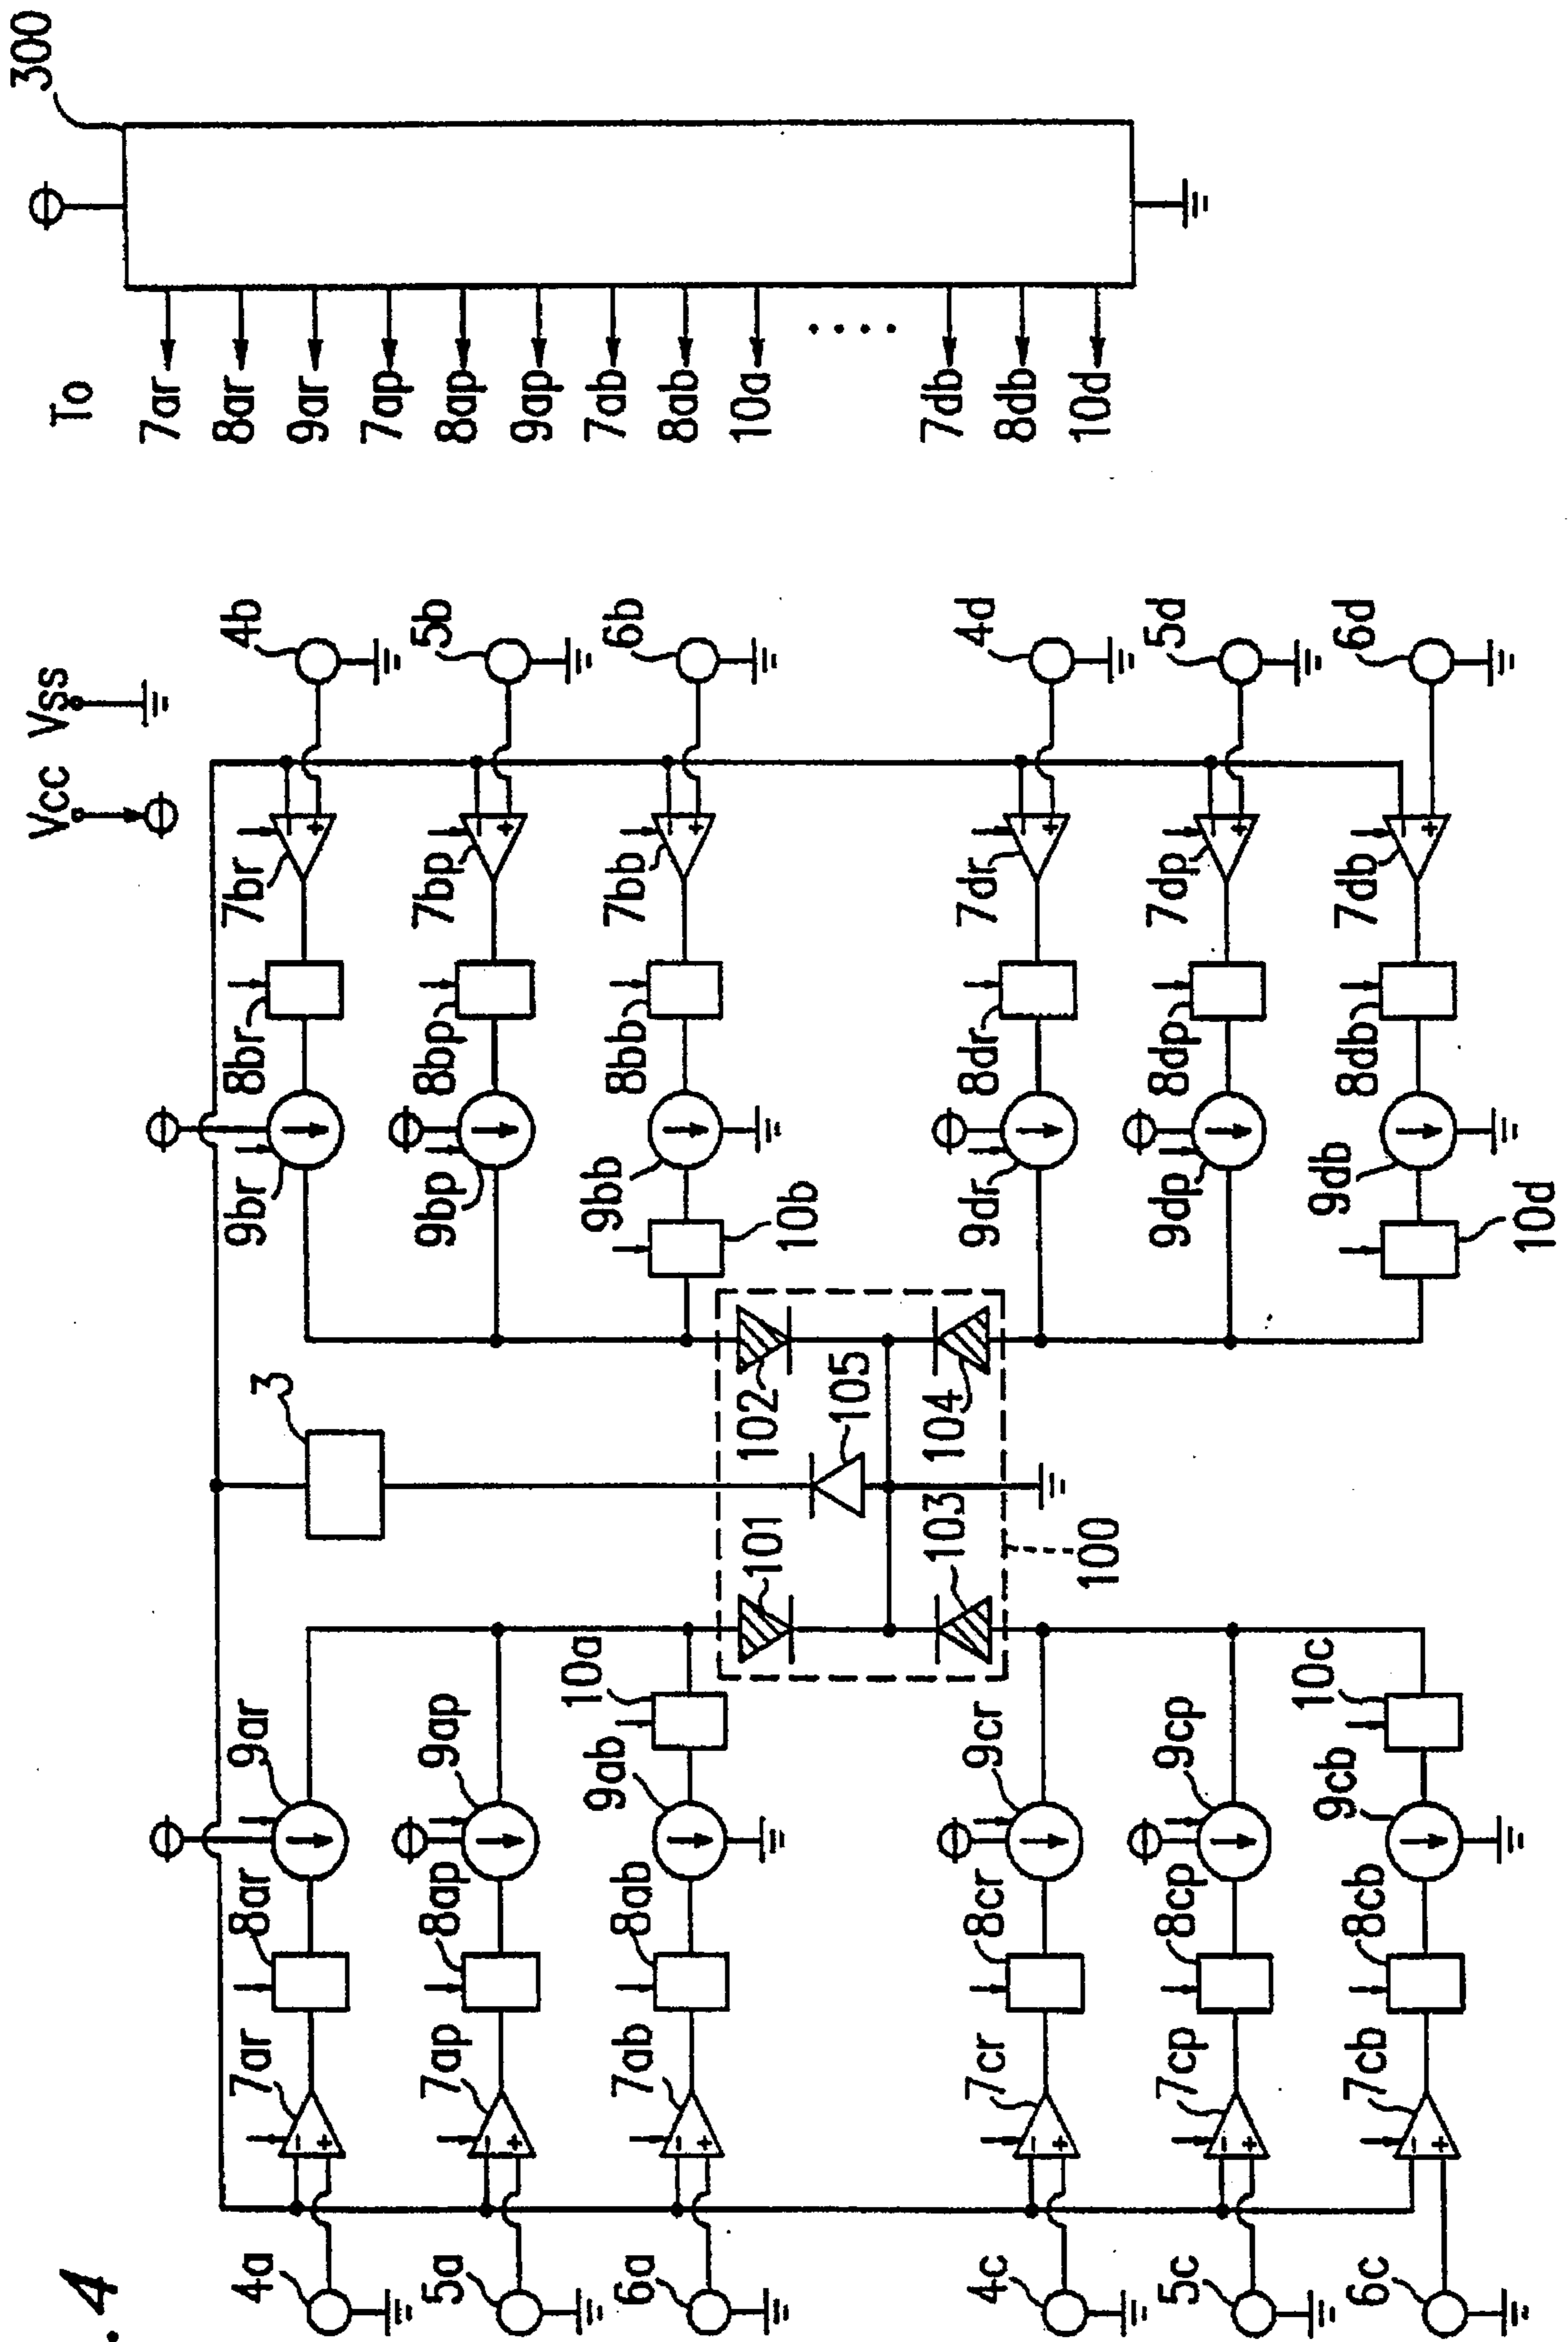 .4
Vcc Vss
300
To
7ar
8ar
9ar
7ap
8ap
9ap
7ab
8ab
10a
7db
8db
10d
4a 7ar 8ar 9ar 3 9br 8br 7br 4b
5a 7ap 8ap 9ap 9bp 8bp 7bp 5b
6a 7ab 8ab 9ab 10a 10b 9bb 8bb 7bb 6b
101 102
105
103 104
100
4c 7cr 8cr 9cr 9dr 8dr 7dr 4d
5c 7cp 8cp 9cp 9dp 8dp 7dp 5d
6c 7cb 8cb 9cb 10c 10d 9db 8db 7db 6d